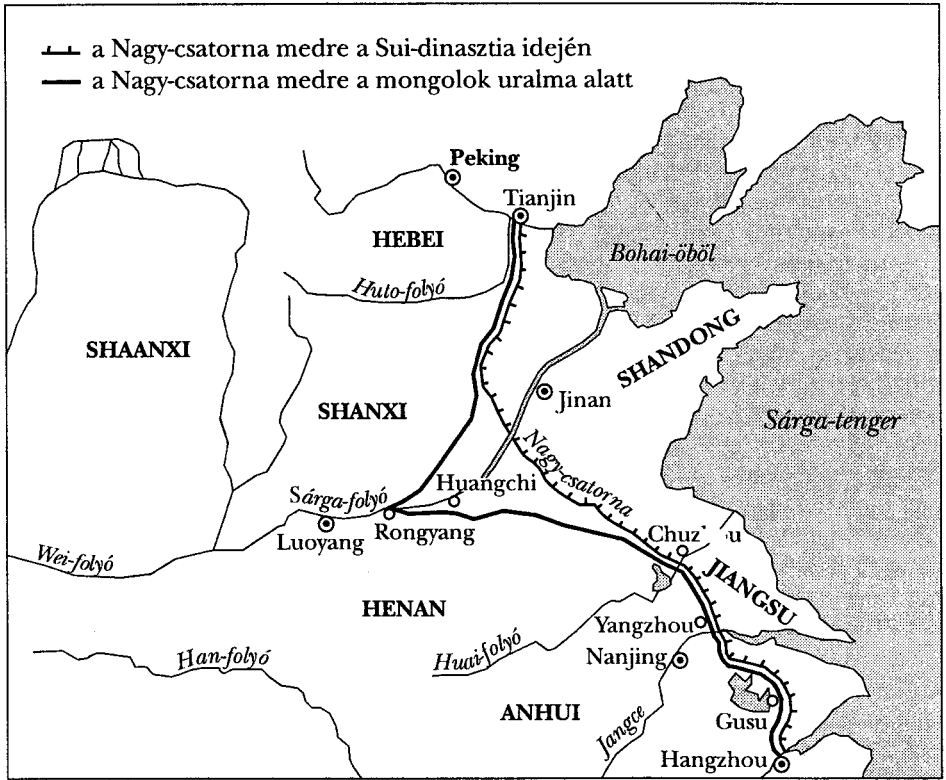 a Nagy-csatorna medre a Sui-dinasztia idején
a Nagy-csatorna medre a mongolok uralma alatt
Peking
Tianjin
HEBEI
Bohai-öböl
Huto-folyó
SHAANXI
SHANDONG
Jinan
SHANXI
Sárga-tenger
Nagy-csatorna
Huangchi
Sárga-folyó
Rongyang
Luoyang
Wei-folyó
JIANGSU
HENAN
Yangzhou
Huai-folyó
Nanjing
Han-folyó
ANHUI
Gusu
Jangce
Hangzhou